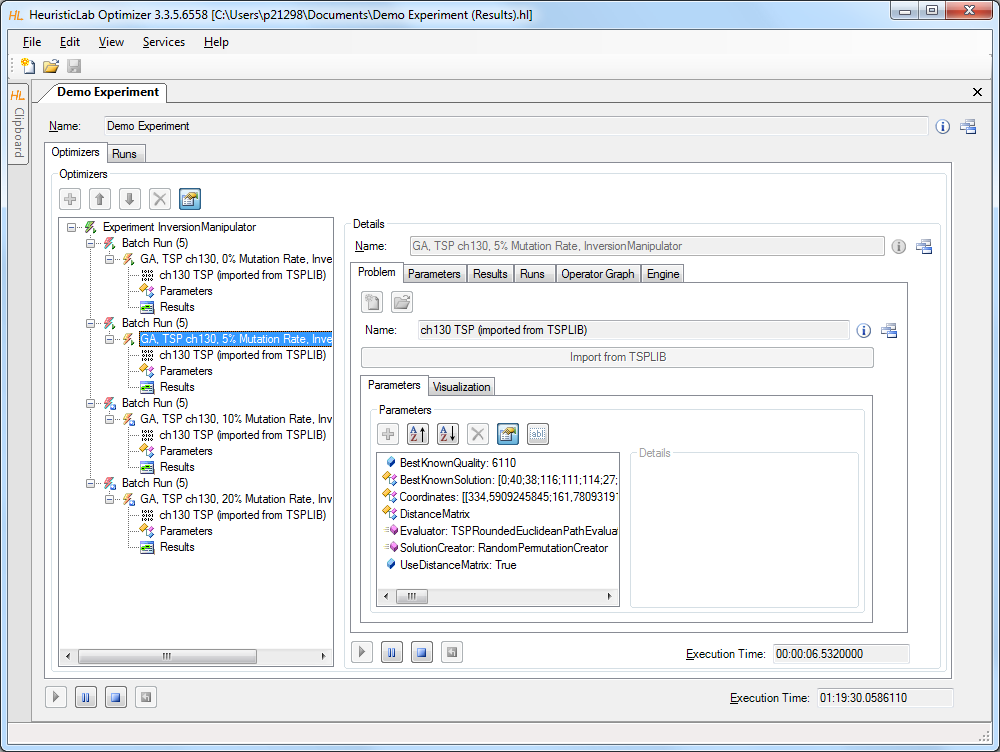 HL HeuristicLab Optimizer 3.3.5.6558 [C:\Users\p21298\Documents\Demo Experiment (Results).hl]
File Edit View Services Help
HL Clipboard
Demo Experiment
Name: Demo Experiment
Optimizers Runs
Optimizers
Experiment InversionManipulator
Batch Run (5)
GA, TSP ch130, 0% Mutation Rate, Inve
ch130 TSP (imported from TSPLIB)
Parameters
Results
Batch Run (5)
GA, TSP ch130, 5% Mutation Rate, Inve
ch130 TSP (imported from TSPLIB)
Parameters
Results
Batch Run (5)
GA, TSP ch130, 10% Mutation Rate, Inv
ch130 TSP (imported from TSPLIB)
Parameters
Results
Batch Run (5)
GA, TSP ch130, 20% Mutation Rate, Inv
ch130 TSP (imported from TSPLIB)
Parameters
Results
Details
Name: GA, TSP ch130, 5% Mutation Rate, InversionManipulator
Problem Parameters Results Runs Operator Graph Engine
Name: ch130 TSP (imported from TSPLIB)
Import from TSPLIB
Parameters Visualization
Parameters
BestKnownQuality: 6110
BestKnownSolution: [0;40;38;116;111;114;27;
Coordinates: [[334,5909245845;161,7809319
DistanceMatrix
Evaluator: TSPRoundedEuclideanPathEvalua
SolutionCreator: RandomPermutationCreator
UseDistanceMatrix: True
Details
Execution Time: 00:00:06.5320000
Execution Time: 01:19:30.0586110